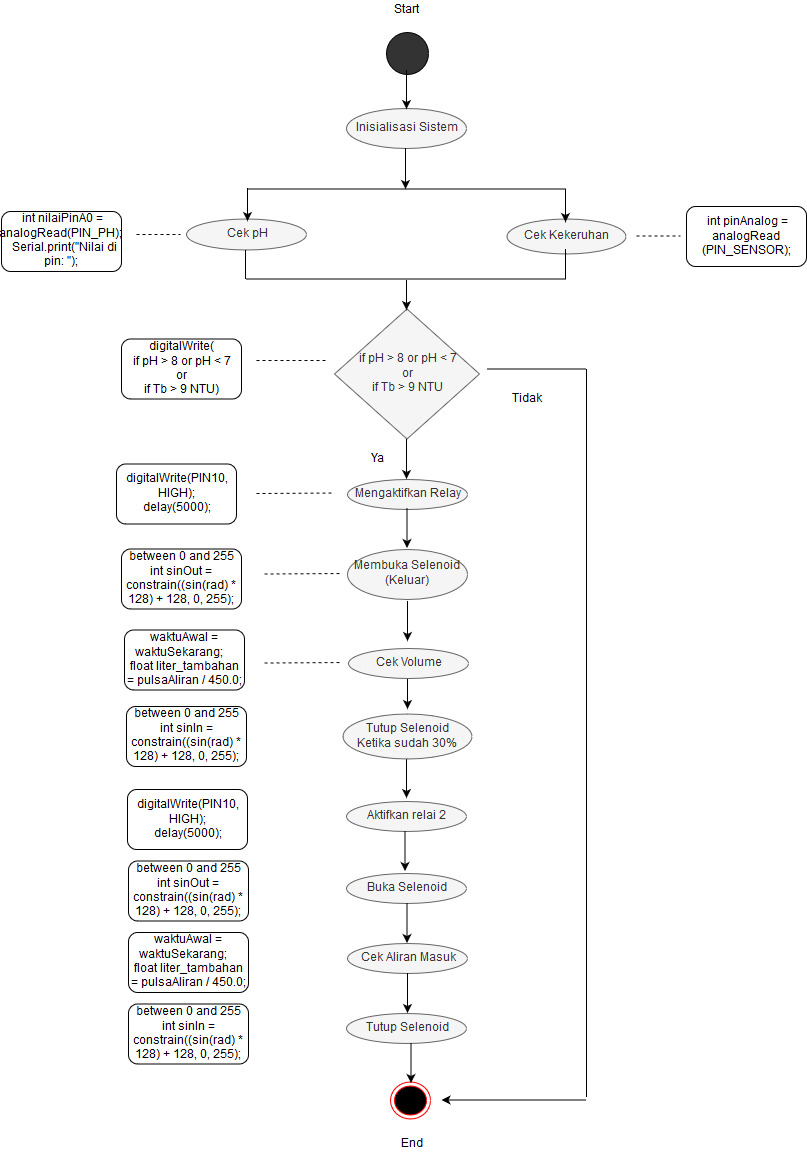 Start
Inisialisasi Sistem
int nilaiPinA0 =
analogRead(PIN_PH);
Serial.print("Nilai di
pin: ");
Cek pH
Cek Kekeruhan
int pinAnalog =
analogRead
(PIN_SENSOR);
digitalWrite(
if pH > 8 or pH < 7
or
if Tb > 9 NTU)
if pH > 8 or pH < 7
or
if Tb > 9 NTU
Tidak
Ya
digitalWrite(PIN10,
HIGH);
delay(5000);
Mengaktifkan Relay
between 0 and 255
int sinOut =
constrain((sin(rad) *
128) + 128, 0, 255);
Membuka Selenoid
(Keluar)
waktuAwal =
waktuSekarang;
float liter_tambahan
= pulsaAliran / 450.0;
Cek Volume
between 0 and 255
int sinIn =
constrain((sin(rad) *
128) + 128, 0, 255);
Tutup Selenoid
Ketika sudah 30%
digitalWrite(PIN10,
HIGH);
delay(5000);
Aktifkan relai 2
between 0 and 255
int sinOut =
constrain((sin(rad) *
128) + 128, 0, 255);
Buka Selenoid
waktuAwal =
waktuSekarang;
float liter_tambahan
= pulsaAliran / 450.0;
Cek Aliran Masuk
between 0 and 255
int sinIn =
constrain((sin(rad) *
128) + 128, 0, 255);
Tutup Selenoid
End